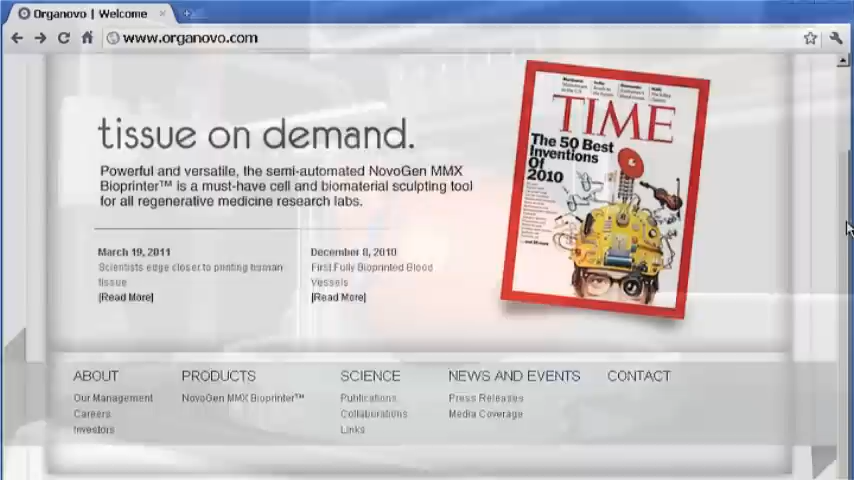 Organovo | Welcome
www.organovo.com
tissue on demand.
Powerful and versatile, the semi-automated NovoGen MMX
Bioprinter™ is a must-have cell and biomaterial sculpting tool
for all regenerative medicine research labs.
March 19, 2011
Scientists edge closer to printing human
tissue
[Read More]
December 8, 2010
First Fully Bioprinted Blood
Vessels
[Read More]
TIME
The 50 Best
Inventions
Of
2010
ABOUT
Our Management
Careers
Investors
PRODUCTS
NovoGen MMX Bioprinter™
SCIENCE
Publications
Collaborations
Links
NEWS AND EVENTS
Press Releases
Media Coverage
CONTACT